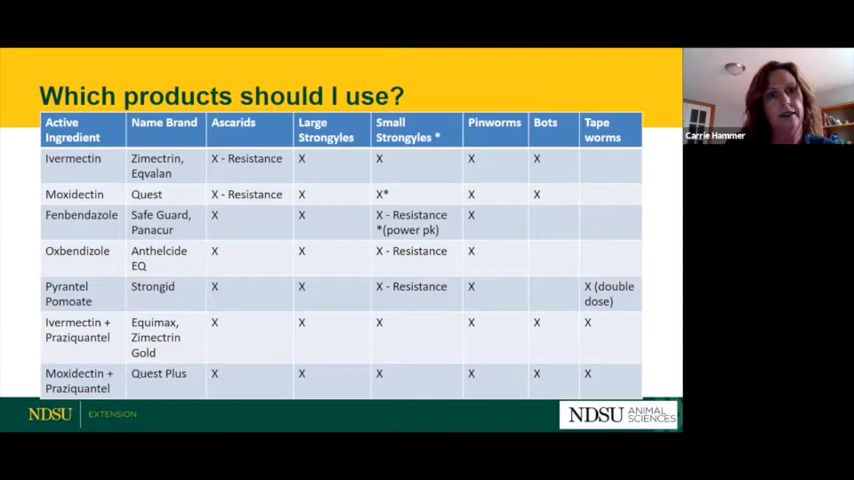 Which products should I use?
Carrie Hammer
Active Ingredient | Name Brand | Ascarids | Large Strongyles | Small Strongyles * | Pinworms | Bots | Tape worms
Ivermectin | Zimectrin, Eqvalan | X - Resistance | X | X | X | X
Moxidectin | Quest | X - Resistance | X | X* | X | X
Fenbendazole | Safe Guard, Panacur | X | X | X - Resistance *(power pk) | X
Oxbendizole | Anthelcide EQ | X | X | X - Resistance | X
Pyrantel Pomoate | Strongid | X | X | X - Resistance | X | X (double dose)
Ivermectin + Praziquantel | Equimax, Zimectrin Gold | X | X | X | X | X | X
Moxidectin + Praziquantel | Quest Plus | X | X | X | X | X | X
NDSU EXTENSION
NDSU ANIMAL SCIENCES